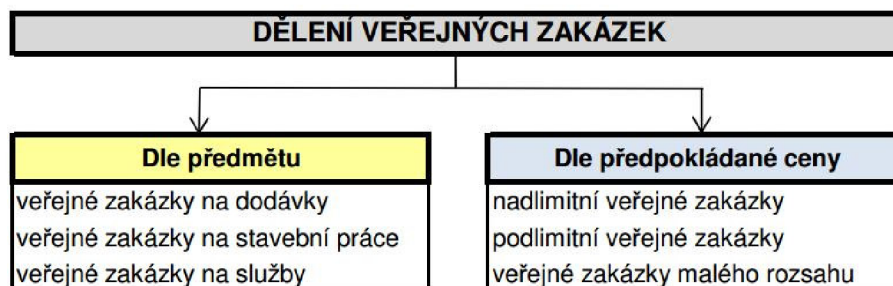 DĚLENÍ VEŘEJNÝCH ZAKÁZEK
Dle předmětu
veřejné zakázky na dodávky
veřejné zakázky na stavební práce
veřejné zakázky na služby
Dle předpokládané ceny
nadlimitní veřejné zakázky
podlimitní veřejné zakázky
veřejné zakázky malého rozsahu